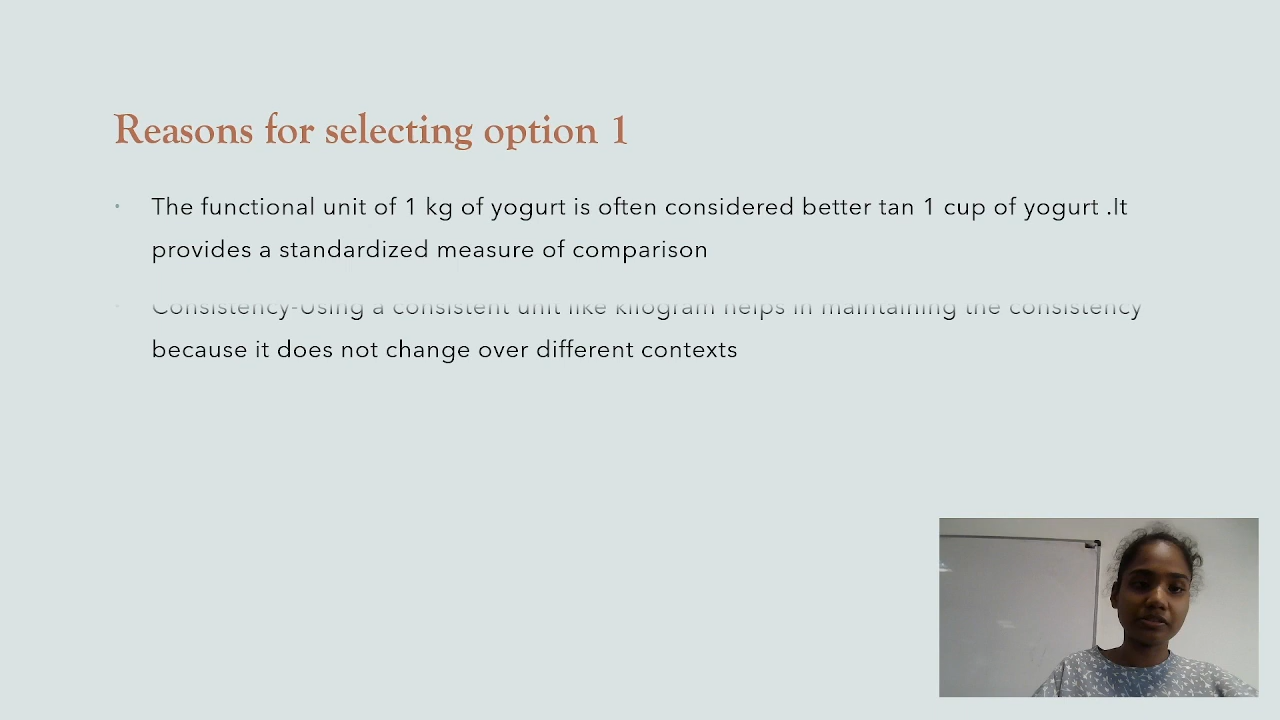 Reasons for selecting option 1
The functional unit of 1 kg of yogurt is often considered better tan 1 cup of yogurt .It
provides a standardized measure of comparison
Consistency-Using a consistent unit like kilogram helps in maintaining the consistency
because it does not change over different contexts